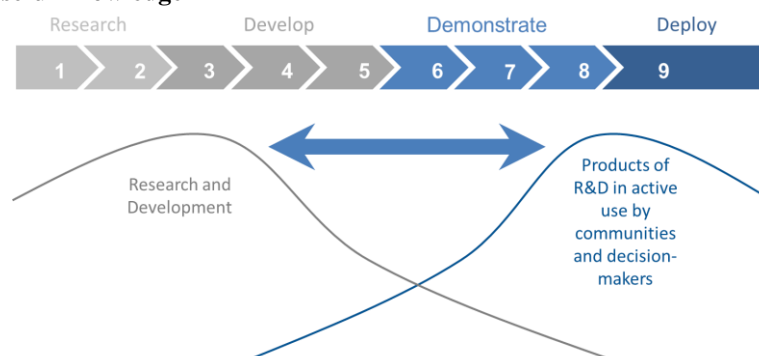 Research Develop Demonstrate Deploy
1 2 3 4 5 6 7 8 9
Research and
Development
Products of
R&D in active
use by
communities
and decision-
makers